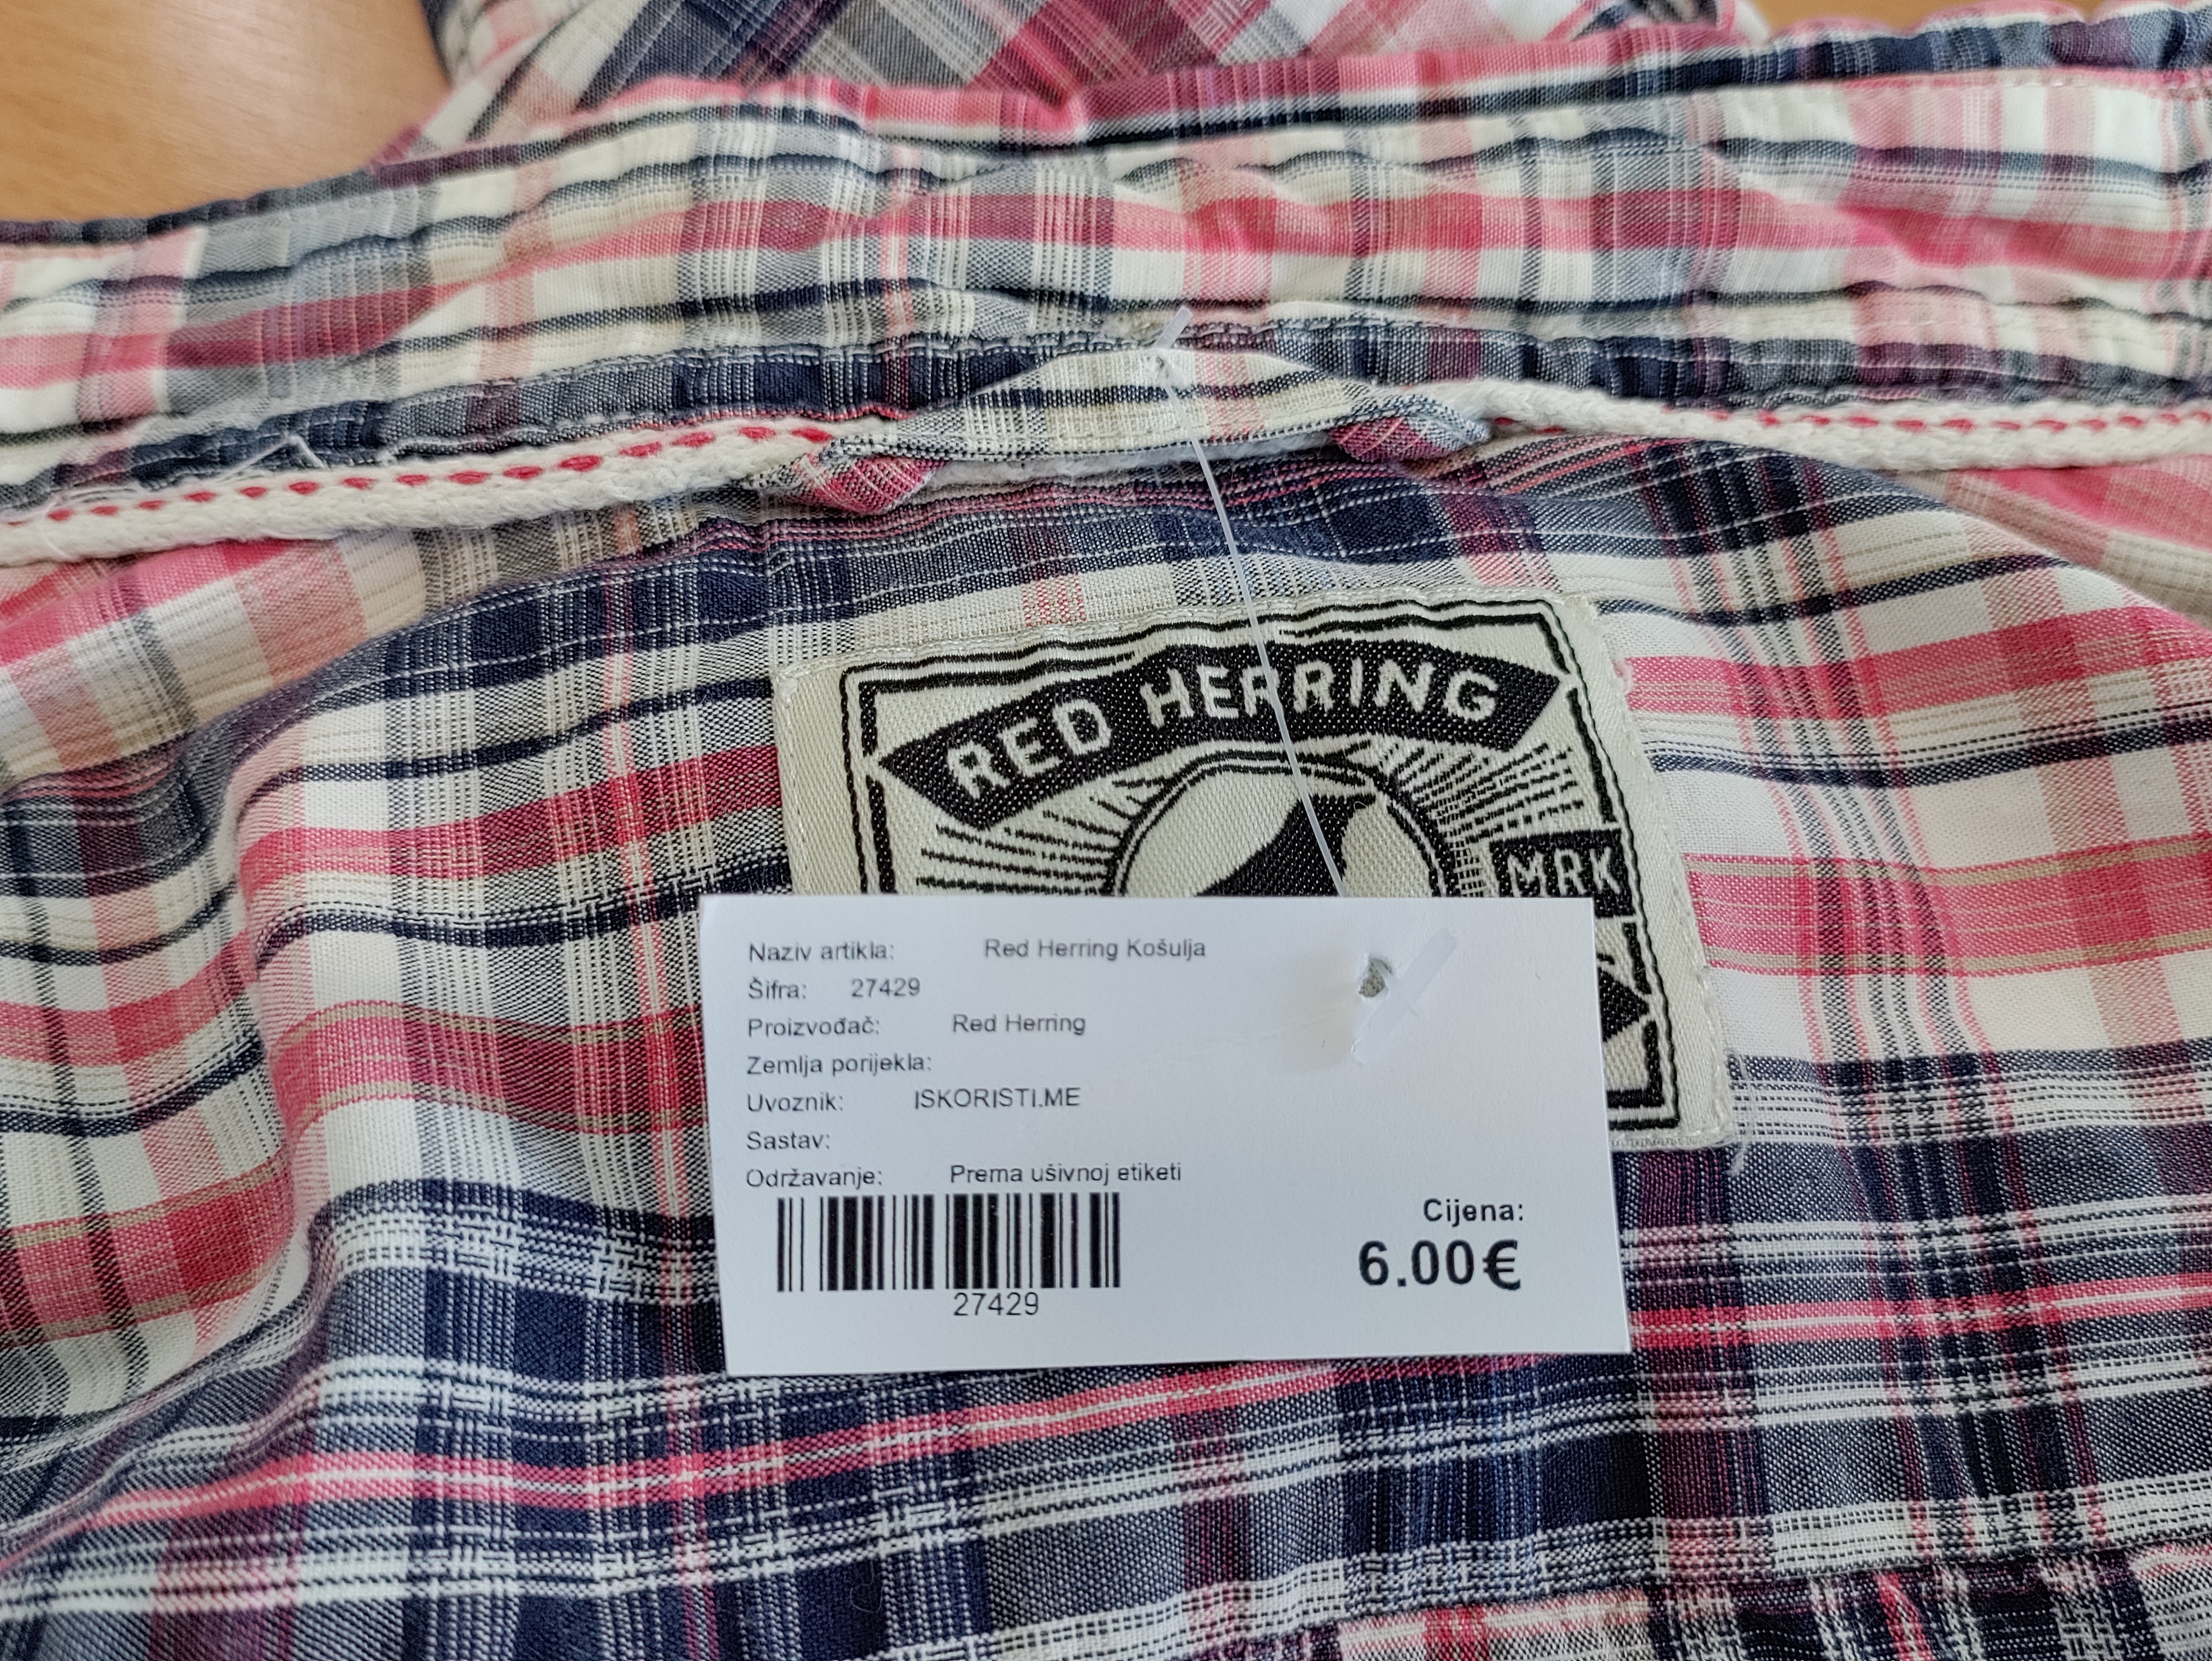 RED HERRING
MRK
Naziv artikla: Red Herring Košulja
Šifra: 27429
Proizvođač: Red Herring
Zemlja porijekla:
Uvoznik: ISKORISTI.ME
Sastav:
Održavanje: Prema ušivnoj etiketi
27429
Cijena:
6.00€